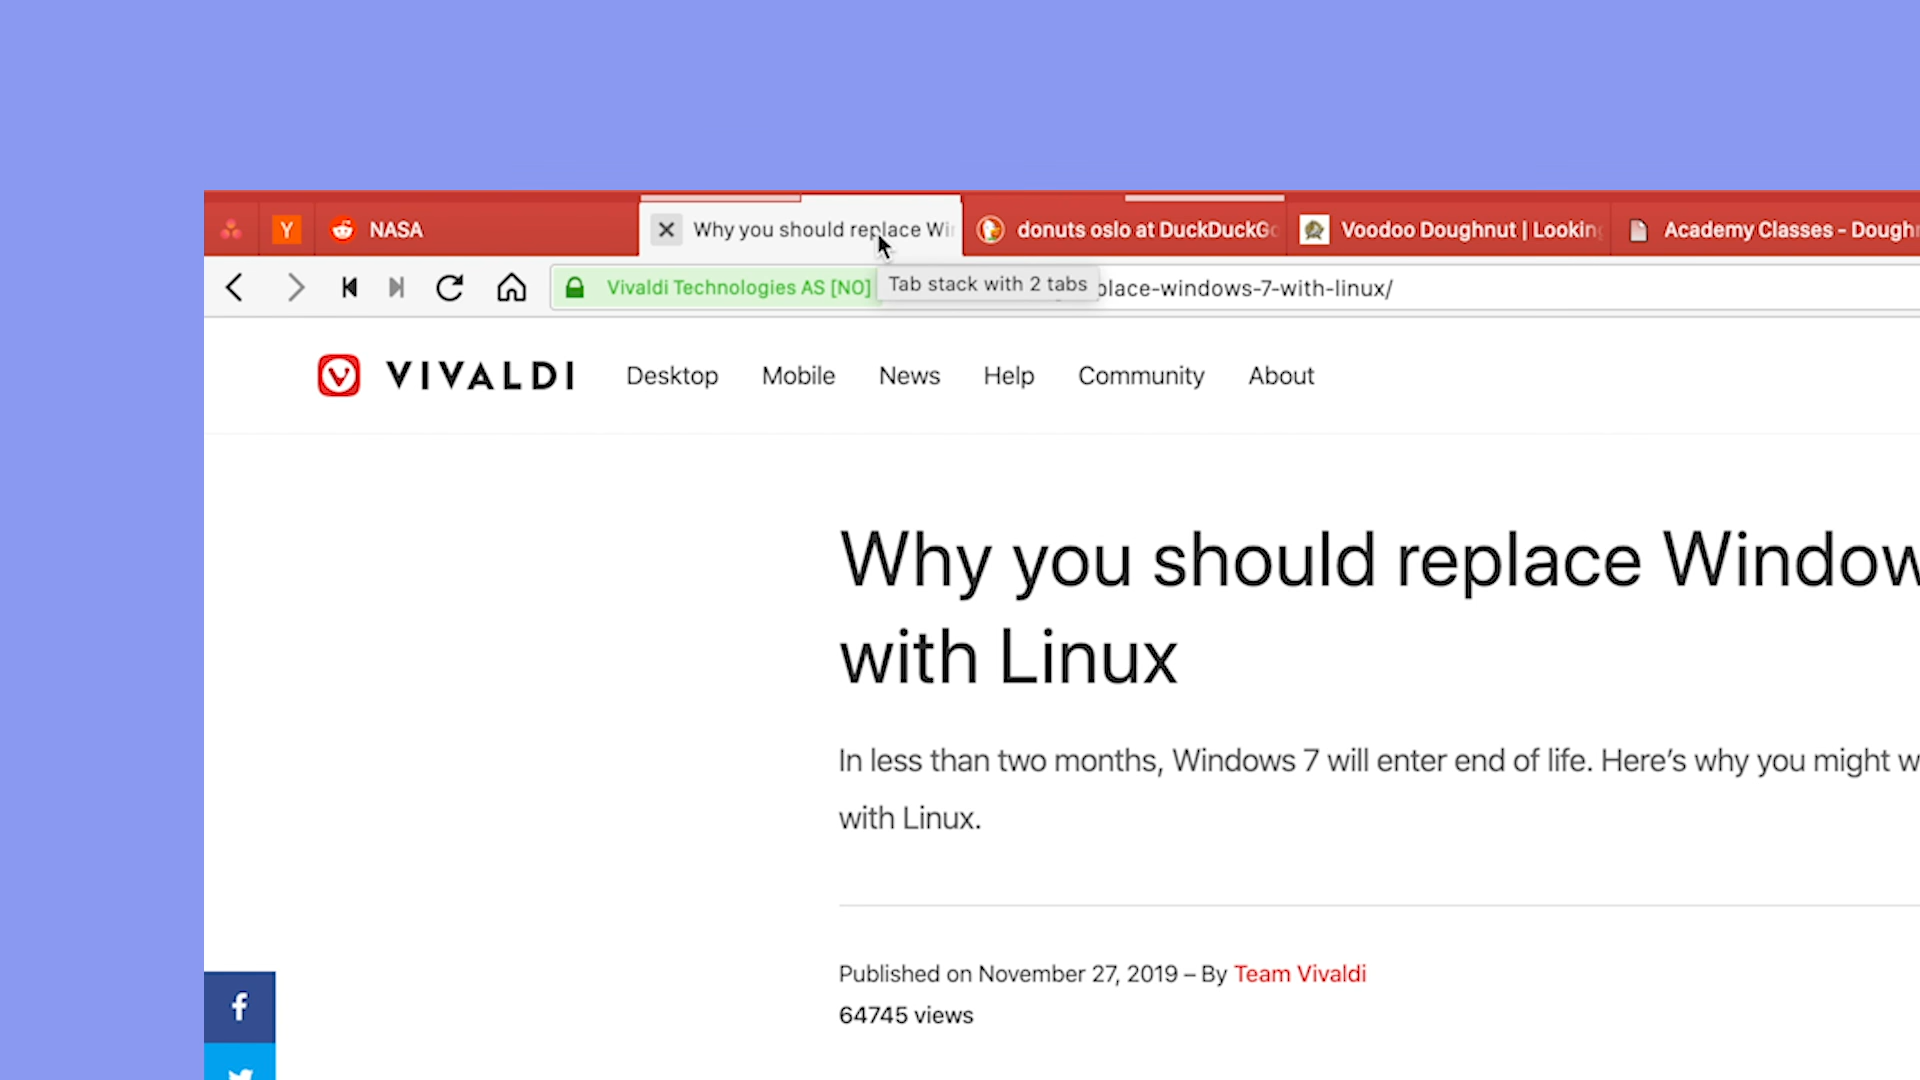 NASA
Why you should replace Wi
donuts oslo at DuckDuckG
Voodoo Doughnut | Looking
Academy Classes - Dough
Vivaldi Technologies AS [NO]
Tab stack with 2 tabs
place-windows-7-with-linux/
VIVALDI
Desktop
Mobile
News
Help
Community
About
Why you should replace Window
with Linux
In less than two months, Windows 7 will enter end of life. Here’s why you might w
with Linux.
Published on November 27, 2019 – By Team Vivaldi
64745 views